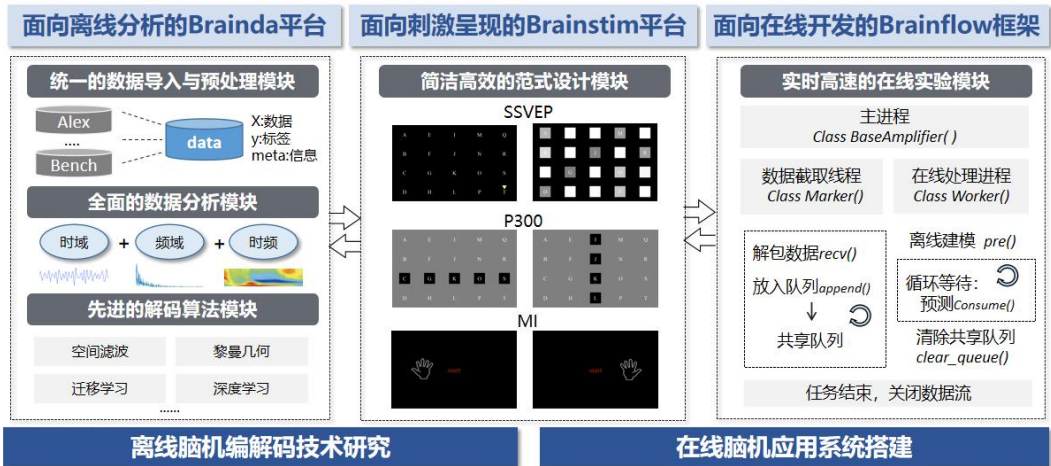 面向离线分析的Brainda平台
统一的数据导入与预处理模块
Alex
....
Bench
data
X:数据
y:标签
meta:信息
全面的数据分析模块
时域 + 频域 + 时频
先进的解码算法模块
空间滤波 黎曼几何
迁移学习 深度学习
......
面向刺激呈现的Brainstim平台
简洁高效的范式设计模块
SSVEP
A E I M Q
B F J N R
C G K O S
D H L P T
P300
A E I M Q
B F J N R
C G K O S
D H L P T
A E I M Q
B F J N R
C G K O S
D H L P T
MI
start
start
面向在线开发的Brainflow框架
实时高速的在线实验模块
主进程
Class BaseAmplifier( )
数据截取线程
Class Marker()
在线处理进程
Class Worker()
解包数据recv()
放入队列append()
共享队列
离线建模 pre()
循环等待：
预测Consume()
清除共享队列
clear_queue()
任务结束，关闭数据流
离线脑机编解码技术研究
在线脑机应用系统搭建